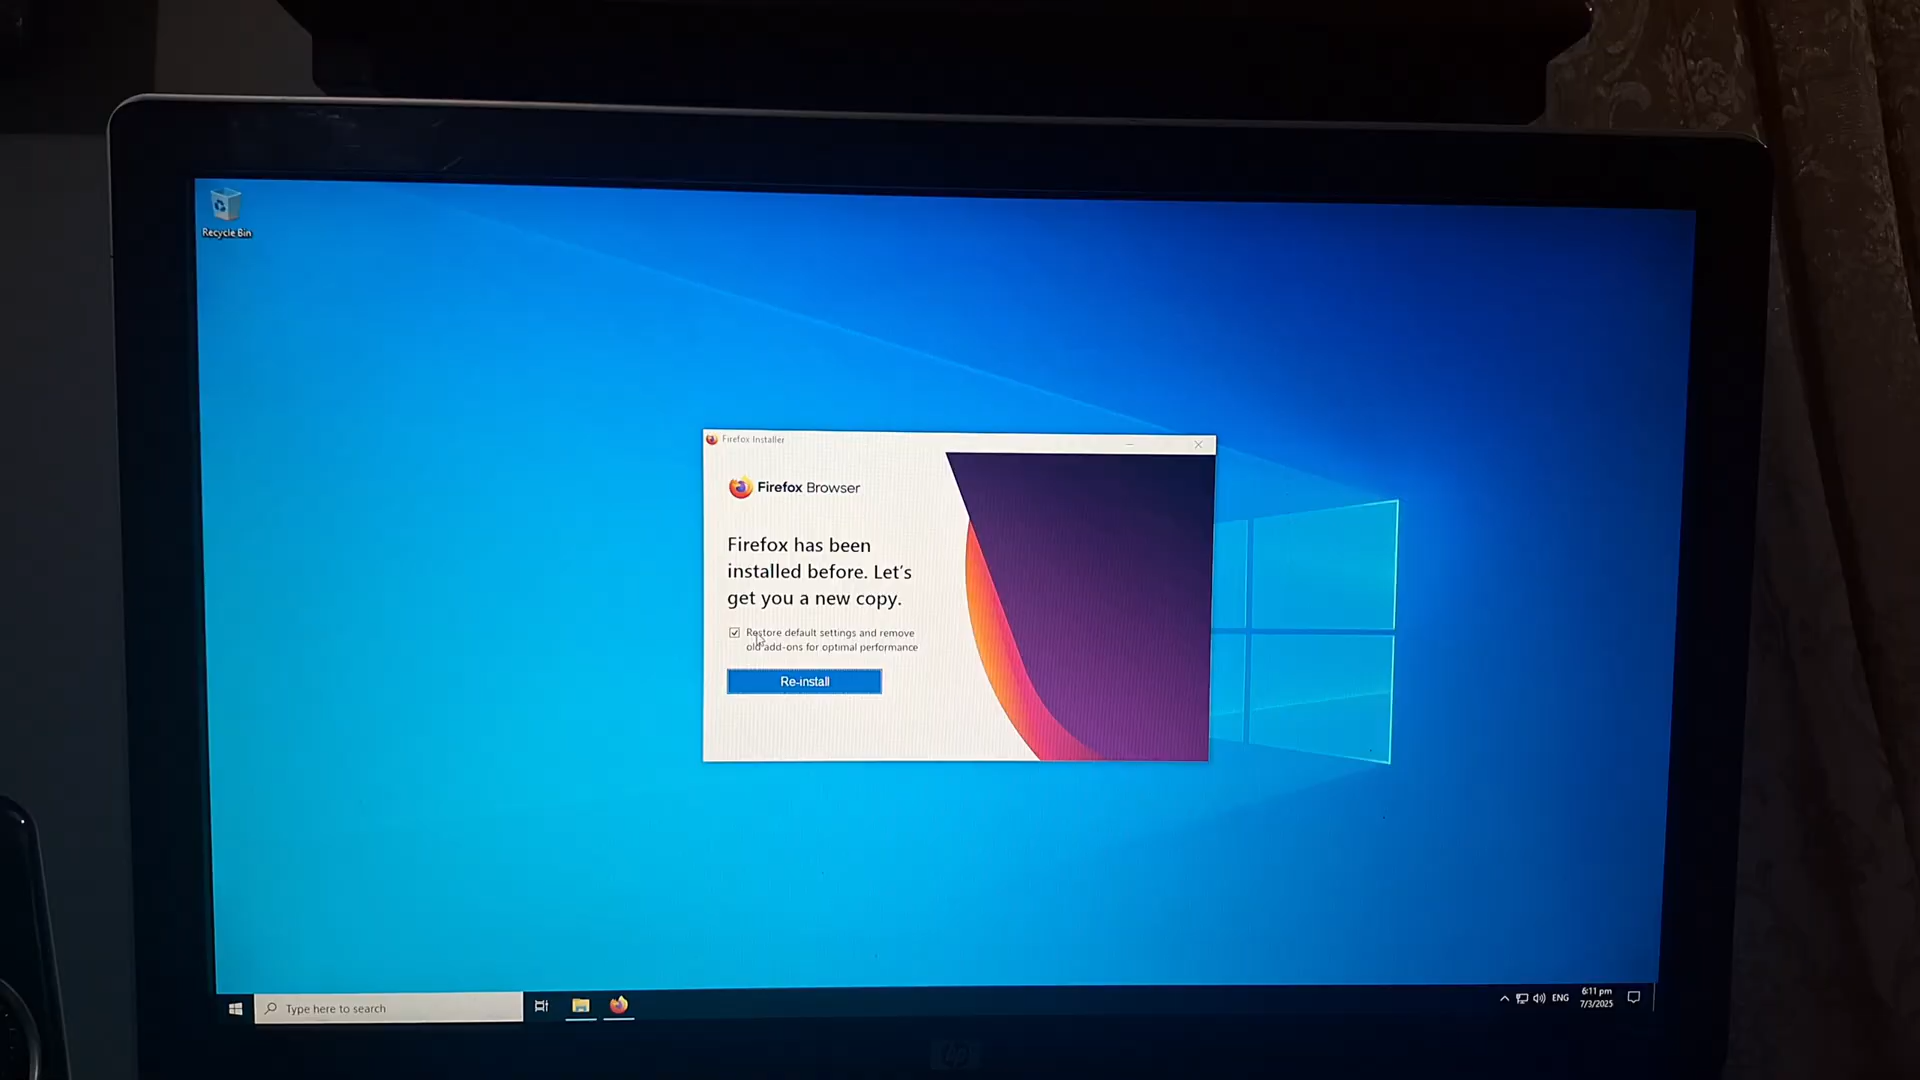 Recycle Bin
Firefox Installer
Firefox Browser
Firefox has been
installed before. Let's
get you a new copy.
Restore default settings and remove
old add-ons for optimal performance
Re-install
Type here to search
ENG
6:11 pm
7/3/2025
hp